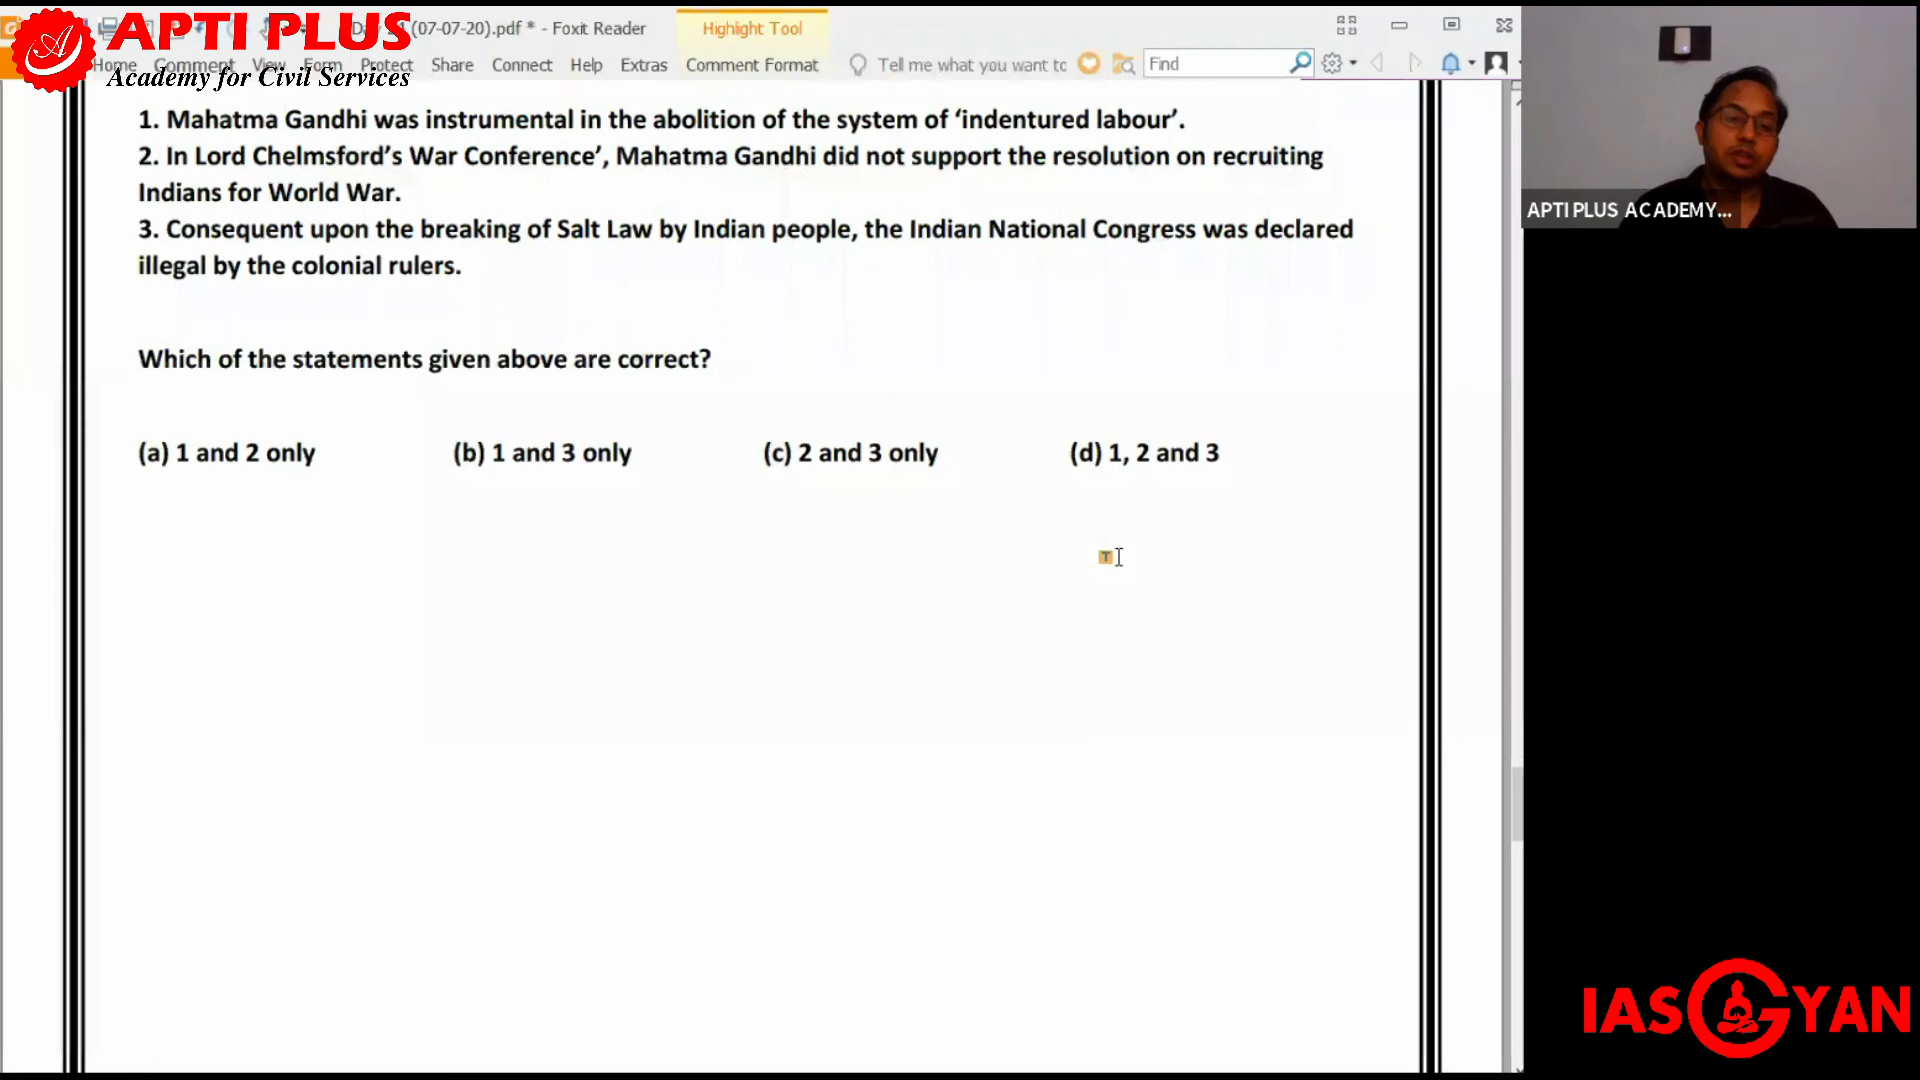 APTI PLUS
Academy for Civil Services
(07-07-20).pdf * - Foxit Reader
Highlight Tool
Home Comment View Form Protect Share Connect Help Extras Comment Format Tell me what you want to Find
1. Mahatma Gandhi was instrumental in the abolition of the system of ‘indentured labour’.
2. In Lord Chelmsford’s War Conference’, Mahatma Gandhi did not support the resolution on recruiting
Indians for World War.
3. Consequent upon the breaking of Salt Law by Indian people, the Indian National Congress was declared
illegal by the colonial rulers.
Which of the statements given above are correct?
(a) 1 and 2 only (b) 1 and 3 only (c) 2 and 3 only (d) 1, 2 and 3
T
APTI PLUS ACADEMY...
IAS GYAN